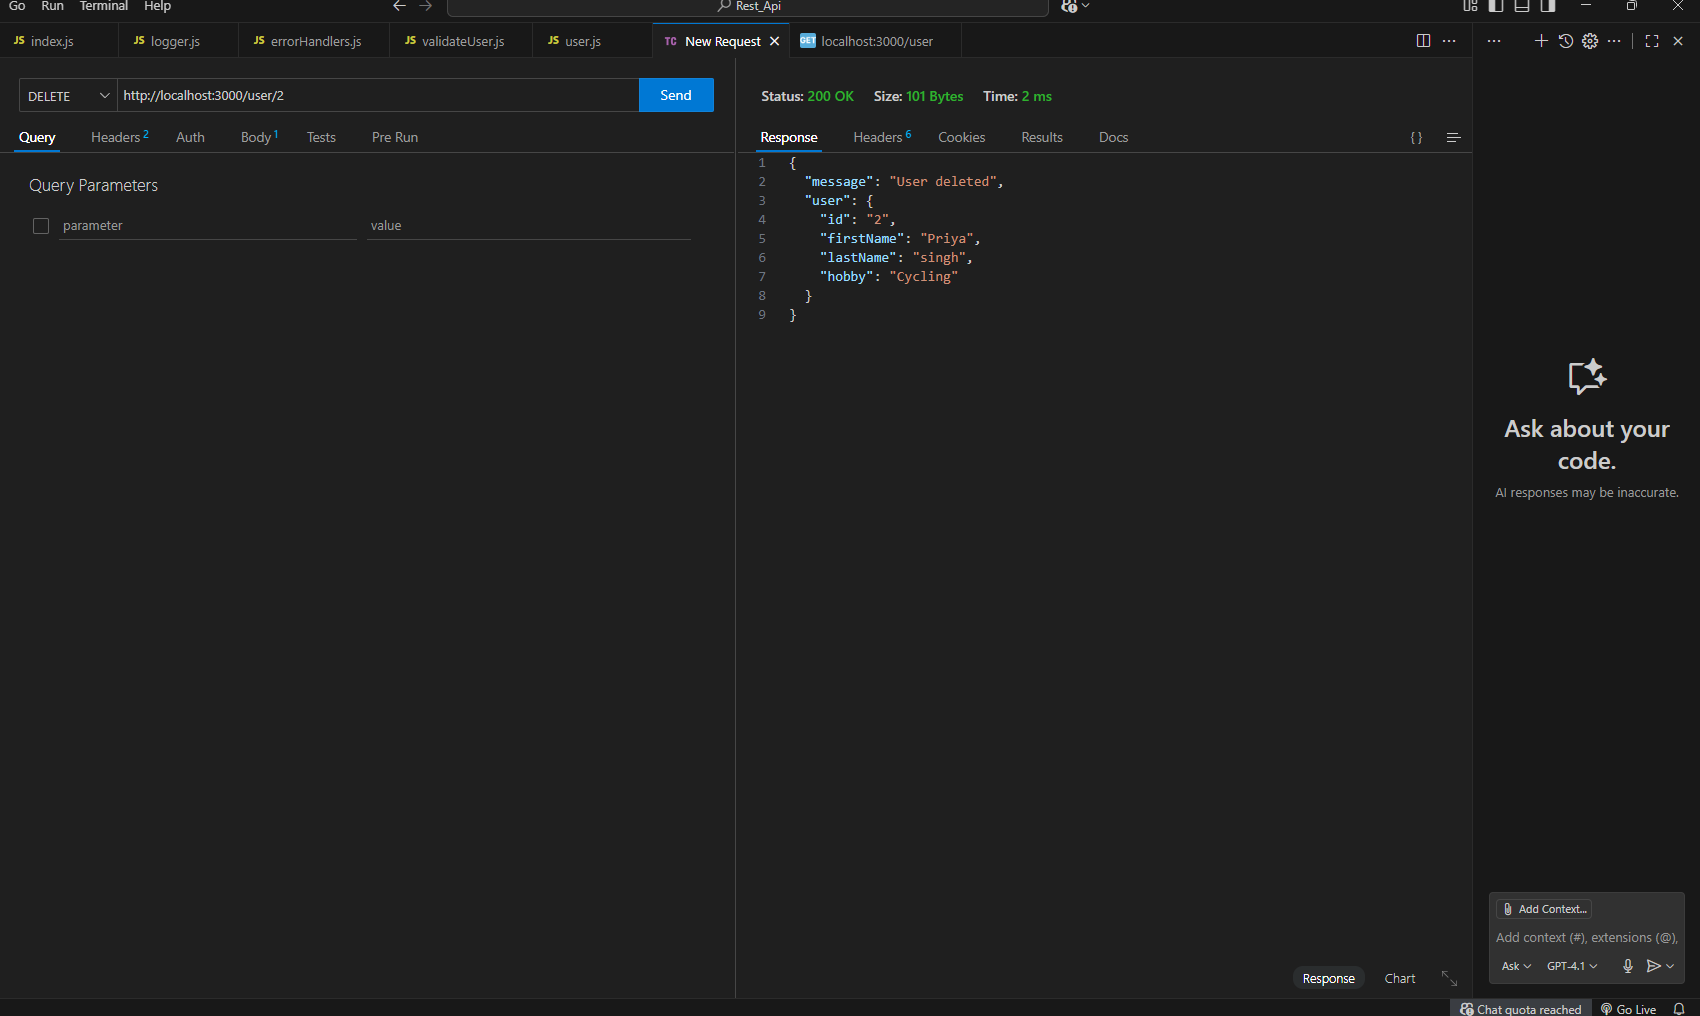 Go Run Terminal Help
Rest_Api
JS index.js
JS logger.js
JS errorHandlers.js
JS validateUser.js
JS user.js
TC New Request
GET localhost:3000/user
DELETE http://localhost:3000/user/2 Send
Query Headers 2 Auth Body 1 Tests Pre Run
Query Parameters
parameter value
Status: 200 OK Size: 101 Bytes Time: 2 ms
Response Headers 6 Cookies Results Docs {}
1 {
2 "message": "User deleted",
3 "user": {
4 "id": "2",
5 "firstName": "Priya",
6 "lastName": "singh",
7 "hobby": "Cycling"
8 }
9 }
Response Chart
Ask about your
code.
AI responses may be inaccurate.
Add Context...
Add context (#), extensions (@),
Ask GPT-4.1
Chat quota reached Go Live